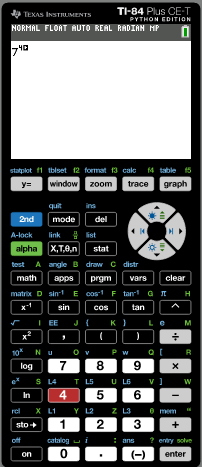 TEXAS INSTRUMENTS TI-84 Plus CE-T
PYTHON EDITION
NORMAL FLOAT AUTO REAL RADIAN MP
7⁴
statplot f1 tblset f2 format f3 calc f4 table f5
y= window zoom trace graph
quit ins
2nd mode del
A-lock link list
alpha X,T,θ,n stat
test A angle B draw C distr
math apps prgm vars clear
matrix D sin⁻¹ E cos⁻¹ F tan⁻¹ G π H
x⁻¹ sin cos tan ^
√ I EE J { K } L e M
x² , ( ) ÷
10ˣ N u O v P w Q [ R
log 7 8 9 ×
eˣ S L4 T L5 U L6 V ] W
ln 4 5 6 −
rcl X L1 Y L2 Z L3 θ mem "
sto→ 1 2 3 +
off catalog i : ans ? entry solve
on 0 . (−) enter